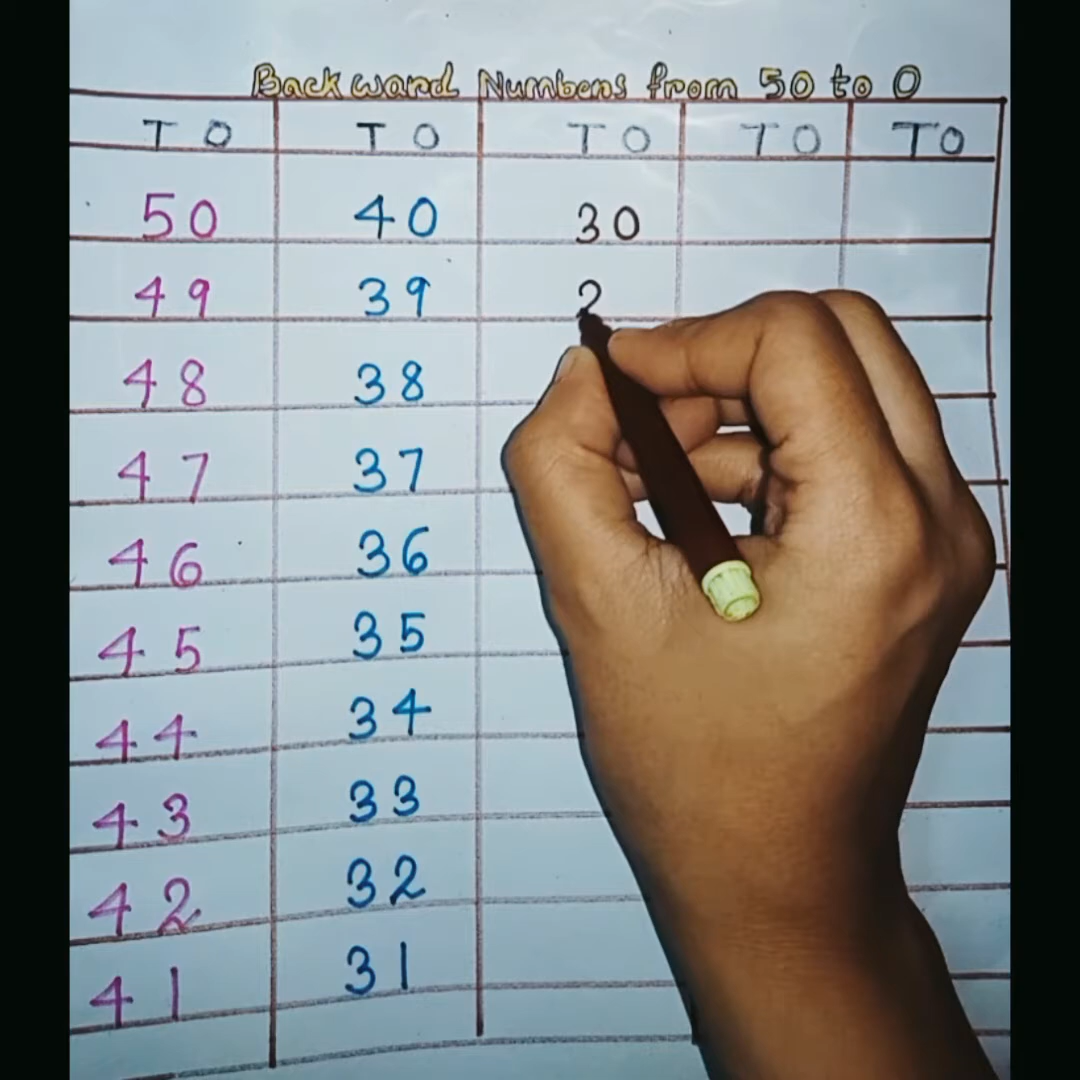 Backward Numbers from 50 to 0
T O T O T O T O T O
50 40 30
49 39 2
48 38
47 37
46 36
45 35
44 34
43 33
42 32
41 31